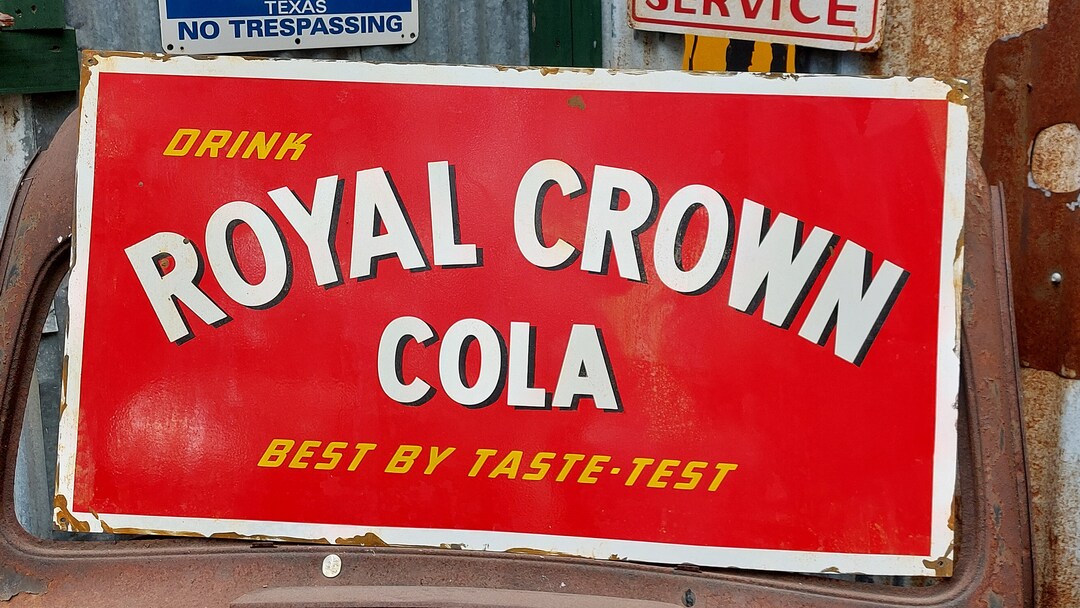 TEXAS
NO TRESPASSING
SERVICE
DRINK
ROYAL CROWN
COLA
BEST BY TASTE-TEST